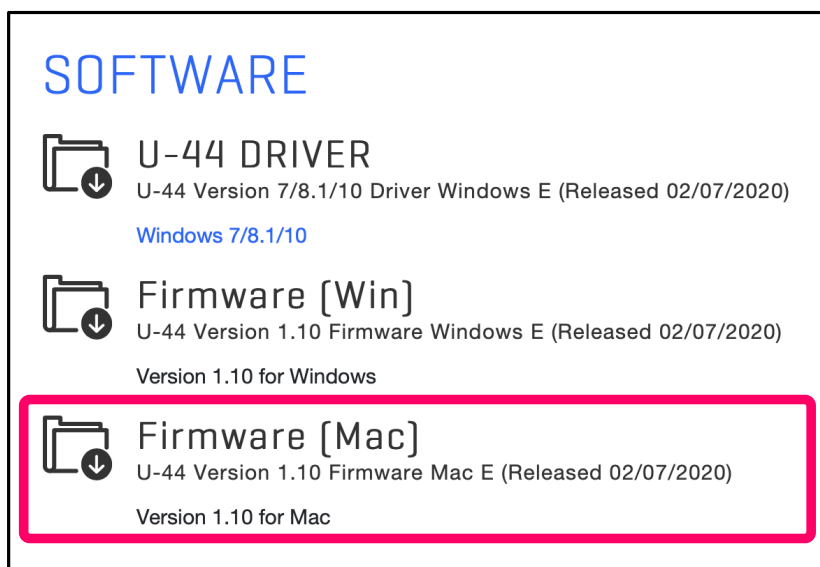 SOFTWARE
U-44 DRIVER
U-44 Version 7/8.1/10 Driver Windows E (Released 02/07/2020)
Windows 7/8.1/10
Firmware (Win)
U-44 Version 1.10 Firmware Windows E (Released 02/07/2020)
Version 1.10 for Windows
Firmware (Mac)
U-44 Version 1.10 Firmware Mac E (Released 02/07/2020)
Version 1.10 for Mac